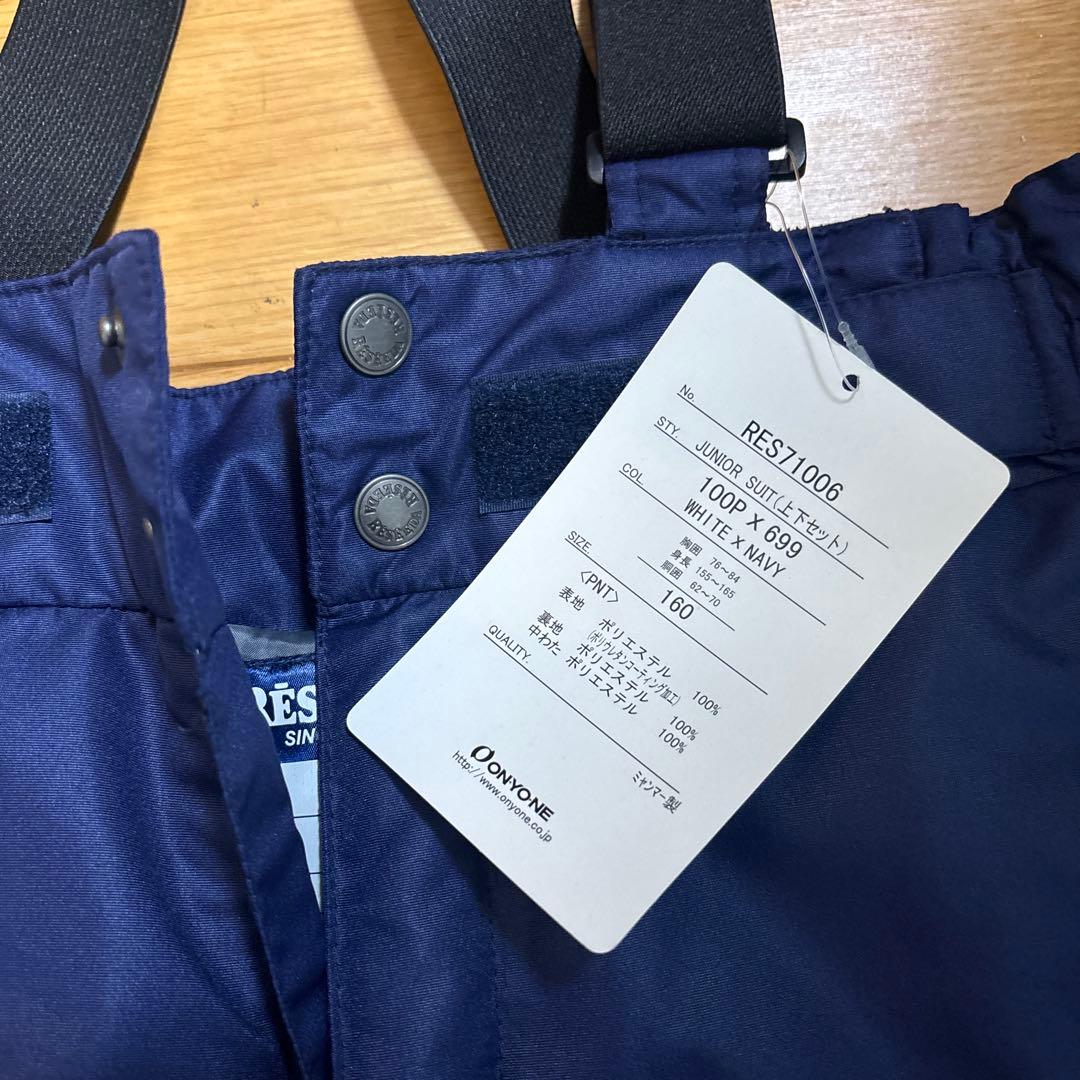 RESEEDA
RESEEDA
RESEEDA
RESEEDA
RĒS
SIN
No.
RES71006
STY.
JUNIOR SUIT(上下セット)
COL
100P X 699
WHITE X NAVY
SIZE
胸囲 76～84
身長 155～165
胴囲 62～70
160
QUALITY.
<PNT>
表地 ポリエステル 100%
(ポリウレタンコーティング加工)
裏地 ポリエステル 100%
中わた ポリエステル 100%
ミャンマー製
ONYONE
http://www.onyone.co.jp